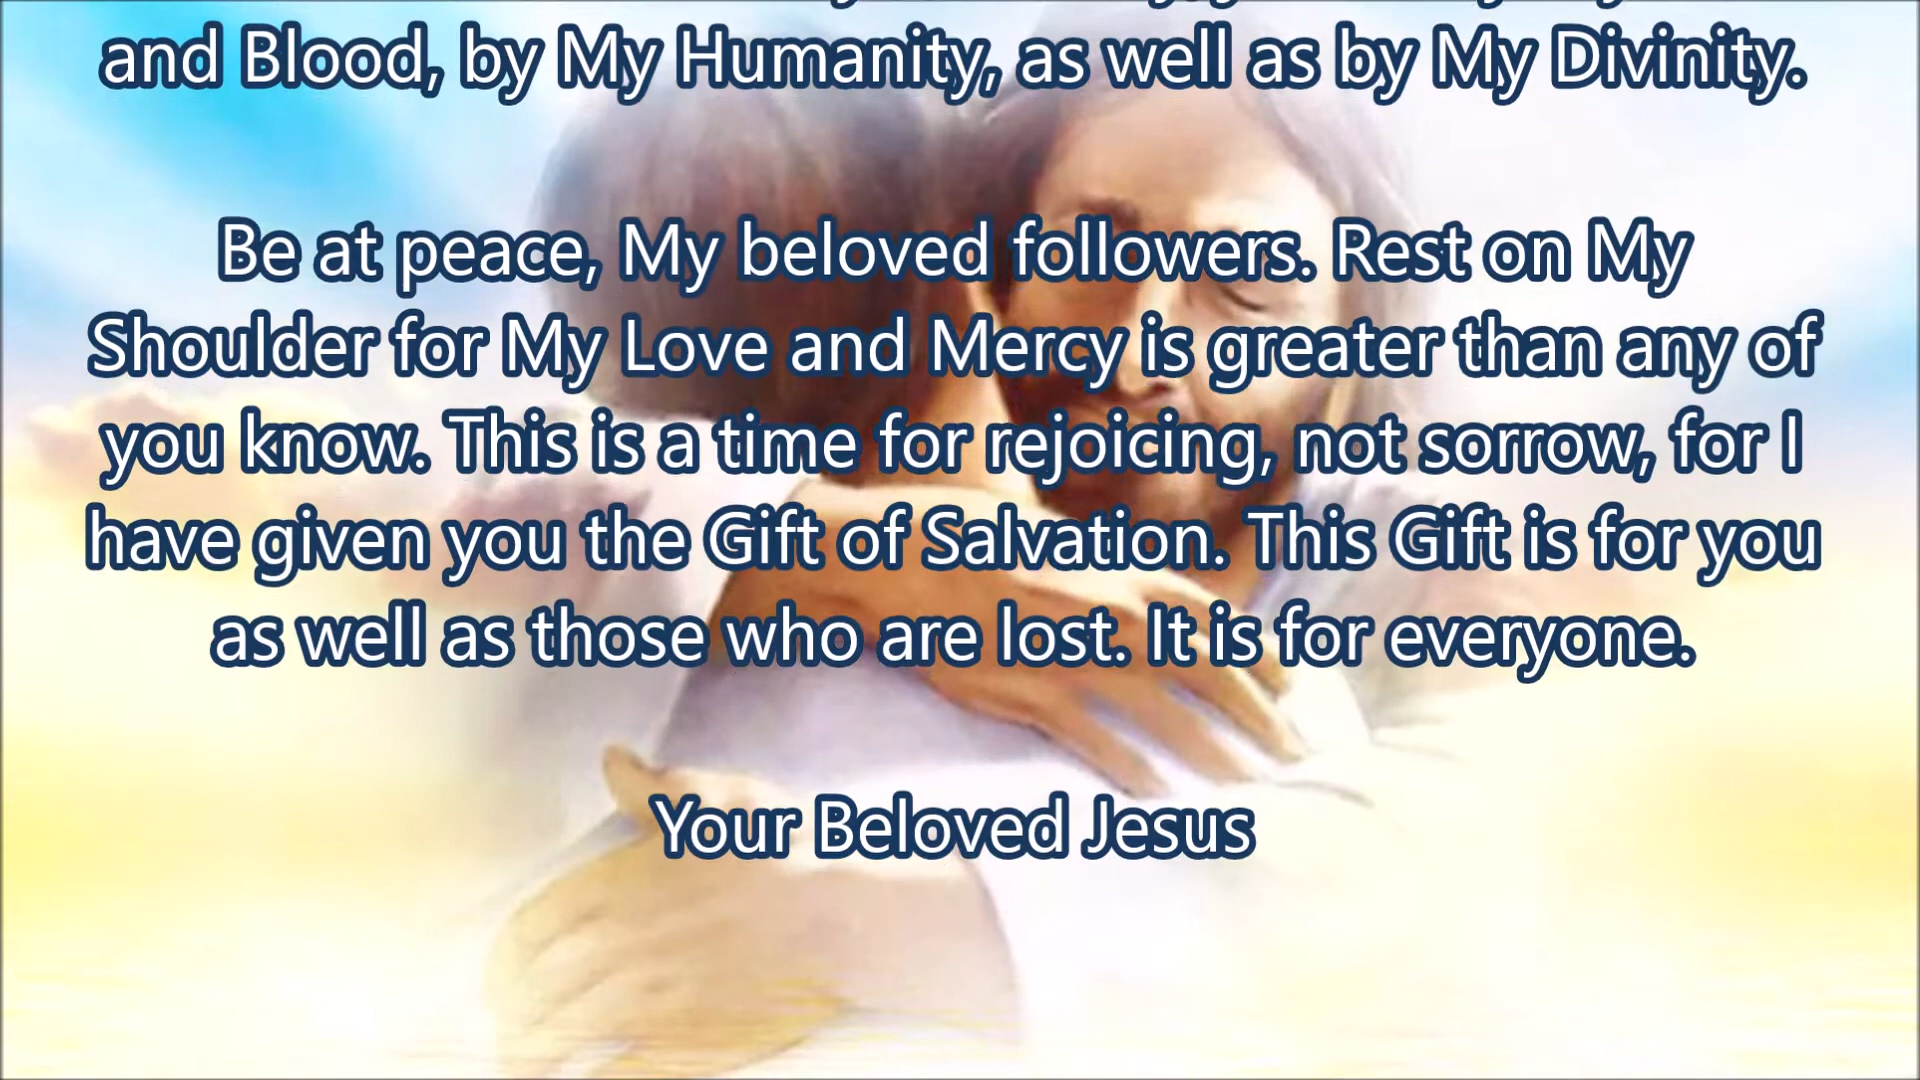 and Blood, by My Humanity, as well as by My Divinity.
Be at peace, My beloved followers. Rest on My
Shoulder for My Love and Mercy is greater than any of
you know. This is a time for rejoicing, not sorrow, for I
have given you the Gift of Salvation. This Gift is for you
as well as those who are lost. It is for everyone.
Your Beloved Jesus